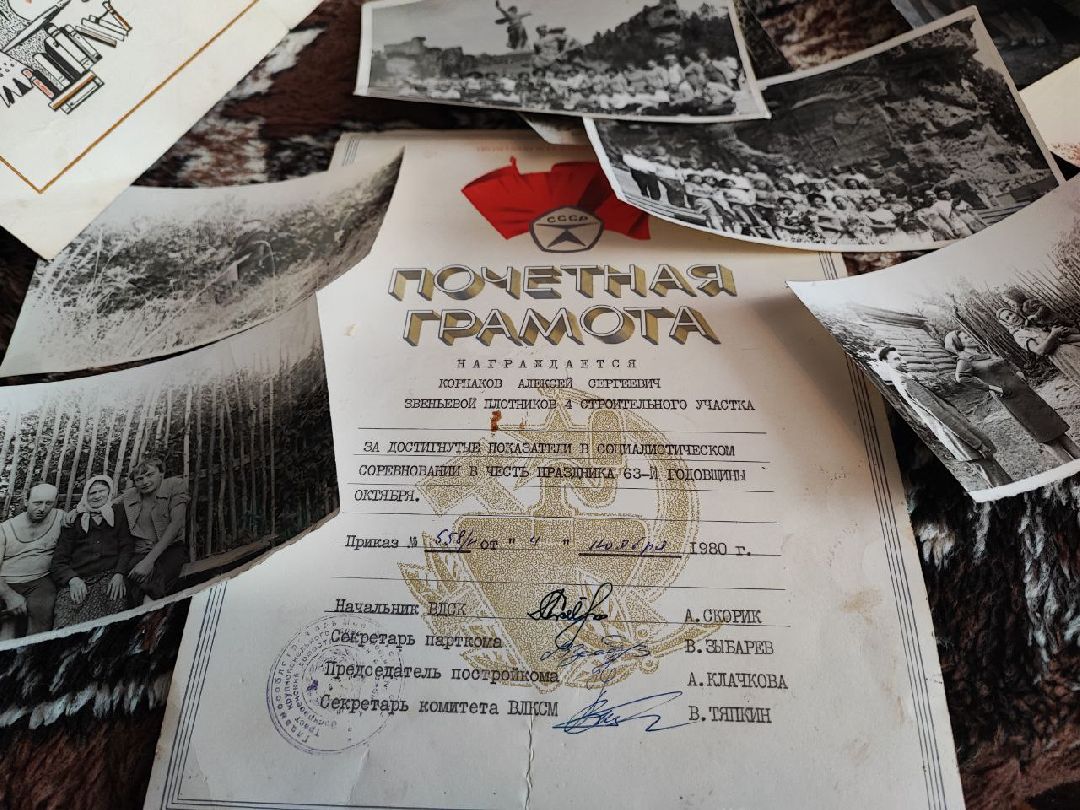 СССР
ПОЧЕТНАЯ
ГРАМОТА
НАГРАЖДАЕТСЯ
КОРПАКОВ АЛЕКСЕЙ СЕРГЕЕВИЧ
ЗВЕНЬЕВОЙ ПЛОТНИКОВ 4 СТРОИТЕЛЬНОГО УЧАСТКА
ЗА ДОСТИГНУТЫЕ ПОКАЗАТЕЛИ В СОЦИАЛИСТИЧЕСКОМ
СОРЕВНОВАНИИ В ЧЕСТЬ ПРАЗДНИКА 63-Й ГОДОВЩИНЫ
ОКТЯБРЯ.
Приказ № от " 4 " ноября 1980 г.
Начальник ВДСК А.СКОРИК
Секретарь парткома В.ЗЫБАРЕВ
Председатель постройкома А.КЛАЧКОВА
Секретарь комитета ВЛКСМ В.ТЯПКИН